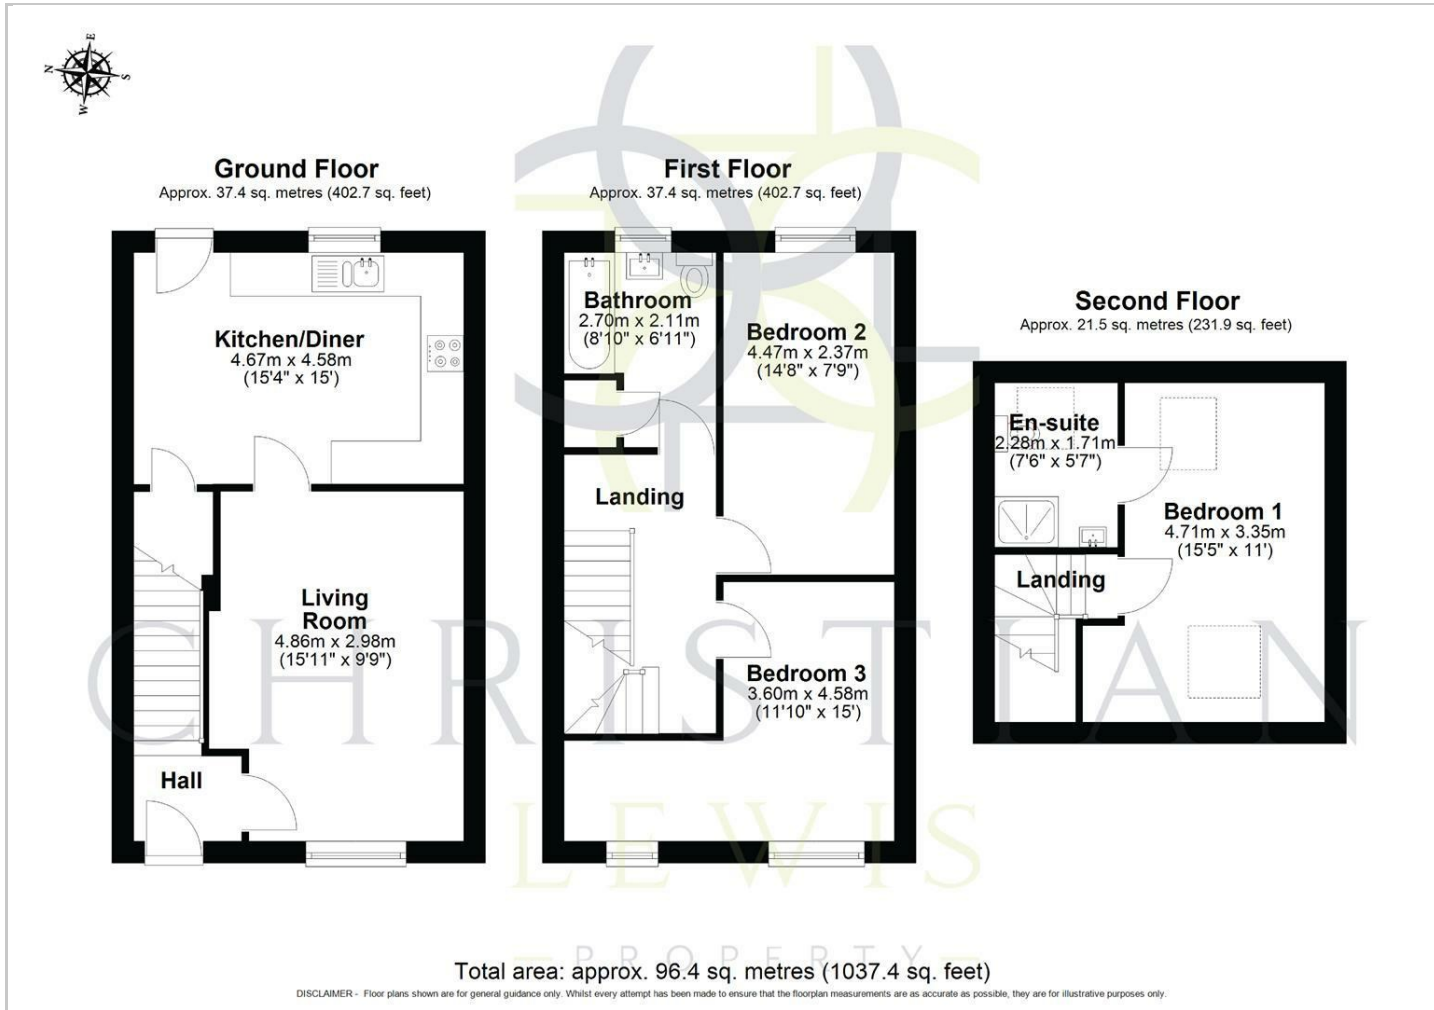 E
N
S
W
Ground Floor
Approx. 37.4 sq. metres (402.7 sq. feet)
First Floor
Approx. 37.4 sq. metres (402.7 sq. feet)
Second Floor
Approx. 21.5 sq. metres (231.9 sq. feet)
Kitchen/Diner
4.67m x 4.58m
(15'4" x 15')
Living
Room
4.86m x 2.98m
(15'11" x 9'9")
Hall
Bathroom
2.70m x 2.11m
(8'10" x 6'11")
Bedroom 2
4.47m x 2.37m
(14'8" x 7'9")
Landing
Bedroom 3
3.60m x 4.58m
(11'10" x 15')
En-suite
2.28m x 1.71m
(7'6" x 5'7")
Bedroom 1
4.71m x 3.35m
(15'5" x 11')
Landing
CHRISTIAN
LEWIS
PROPERTY
Total area: approx. 96.4 sq. metres (1037.4 sq. feet)
DISCLAIMER - Floor plans shown are for general guidance only. Whilst every attempt has been made to ensure that the floorplan measurements are as accurate as possible, they are for illustrative purposes only.